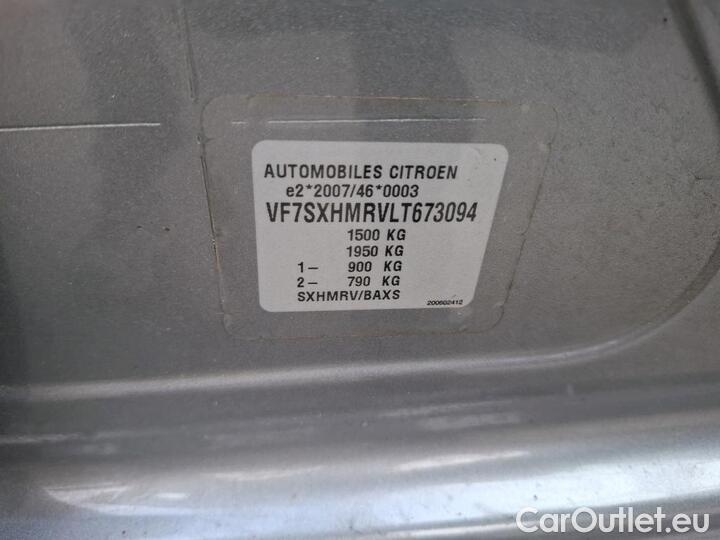 AUTOMOBILES CITROEN
e2*2007/46*0003
VF7SXHMRVLT673094
1500 KG
1950 KG
1- 900 KG
2- 790 KG
SXHMRV/BAXS
200602412
CarOutlet.eu